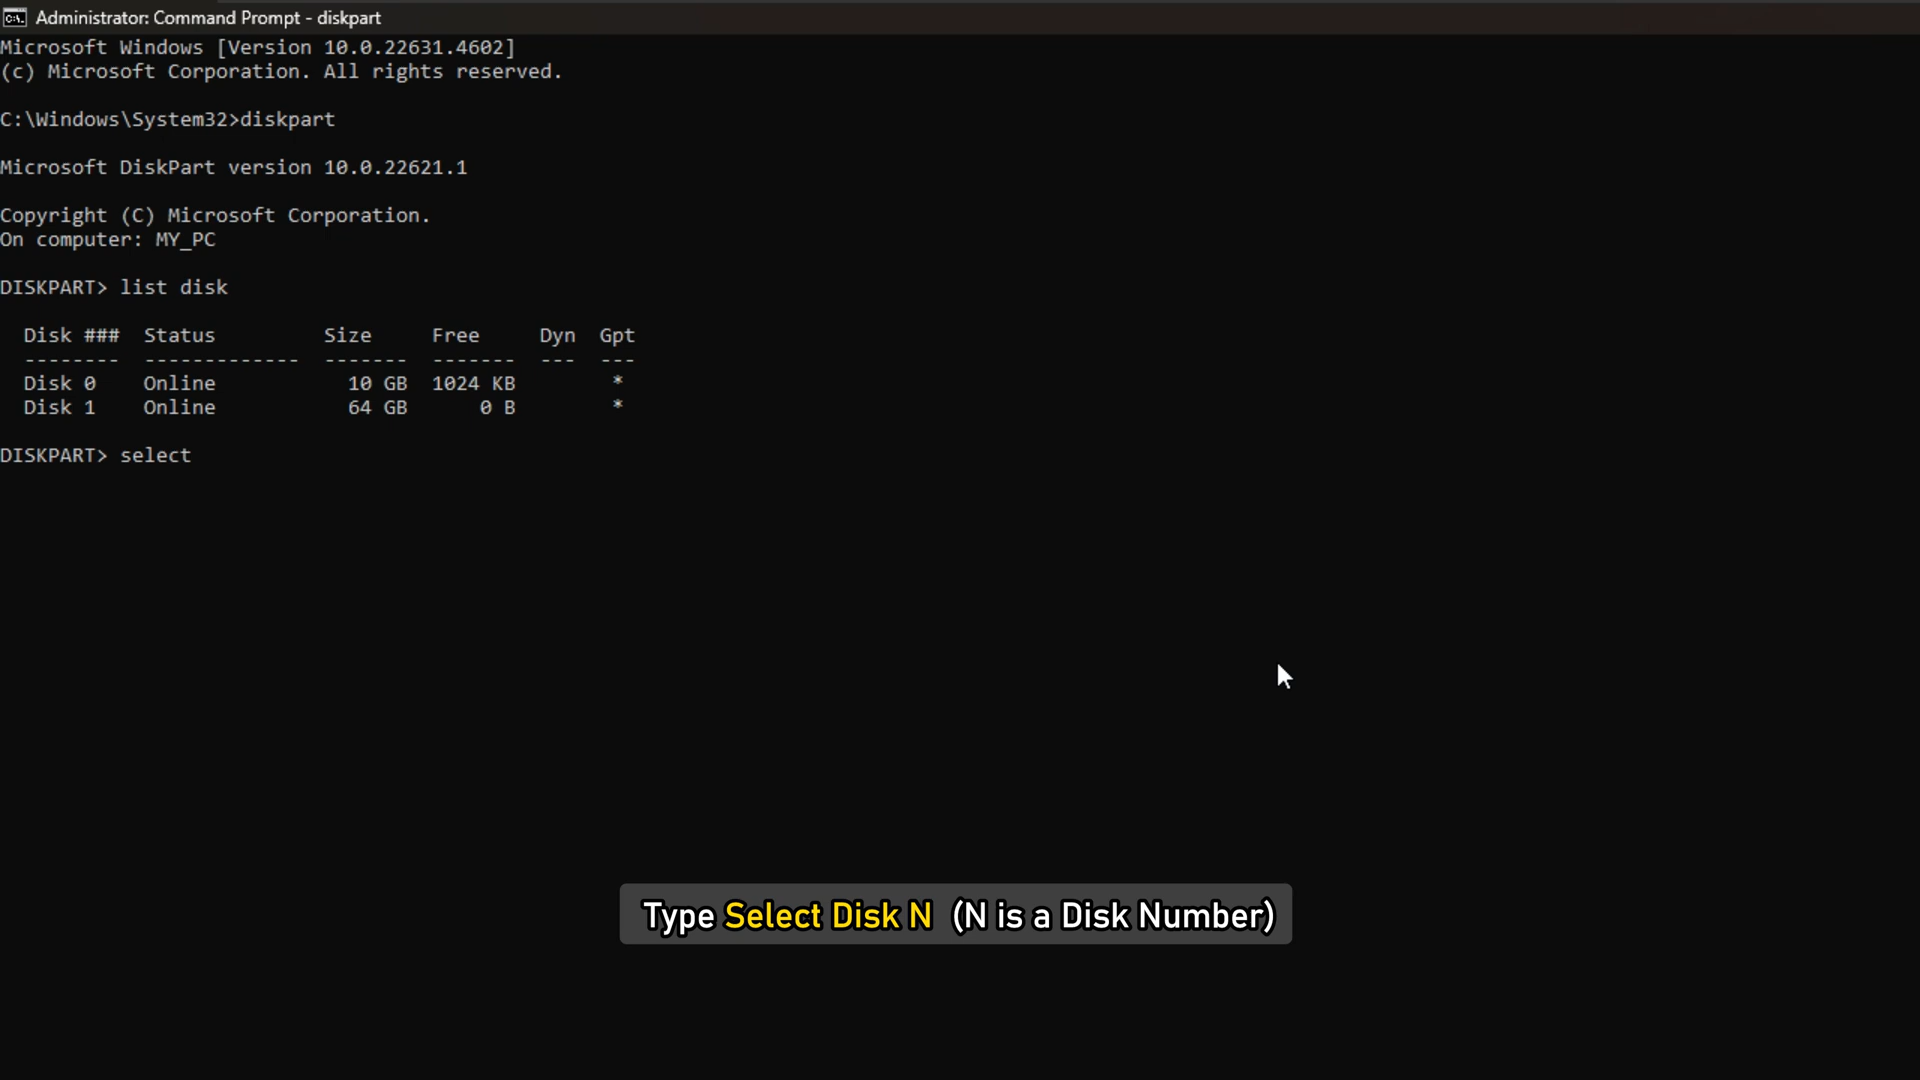 Administrator: Command Prompt - diskpart
Microsoft Windows [Version 10.0.22631.4602]
(c) Microsoft Corporation. All rights reserved.
C:\Windows\System32>diskpart
Microsoft DiskPart version 10.0.22621.1
Copyright (C) Microsoft Corporation.
On computer: MY_PC
DISKPART> list disk
Disk ###  Status         Size     Free     Dyn  Gpt
--------  -------------  -------  -------  ---  ---
Disk 0    Online           10 GB  1024 KB        *
Disk 1    Online           64 GB      0 B        *
DISKPART> select
Type Select Disk N (N is a Disk Number)